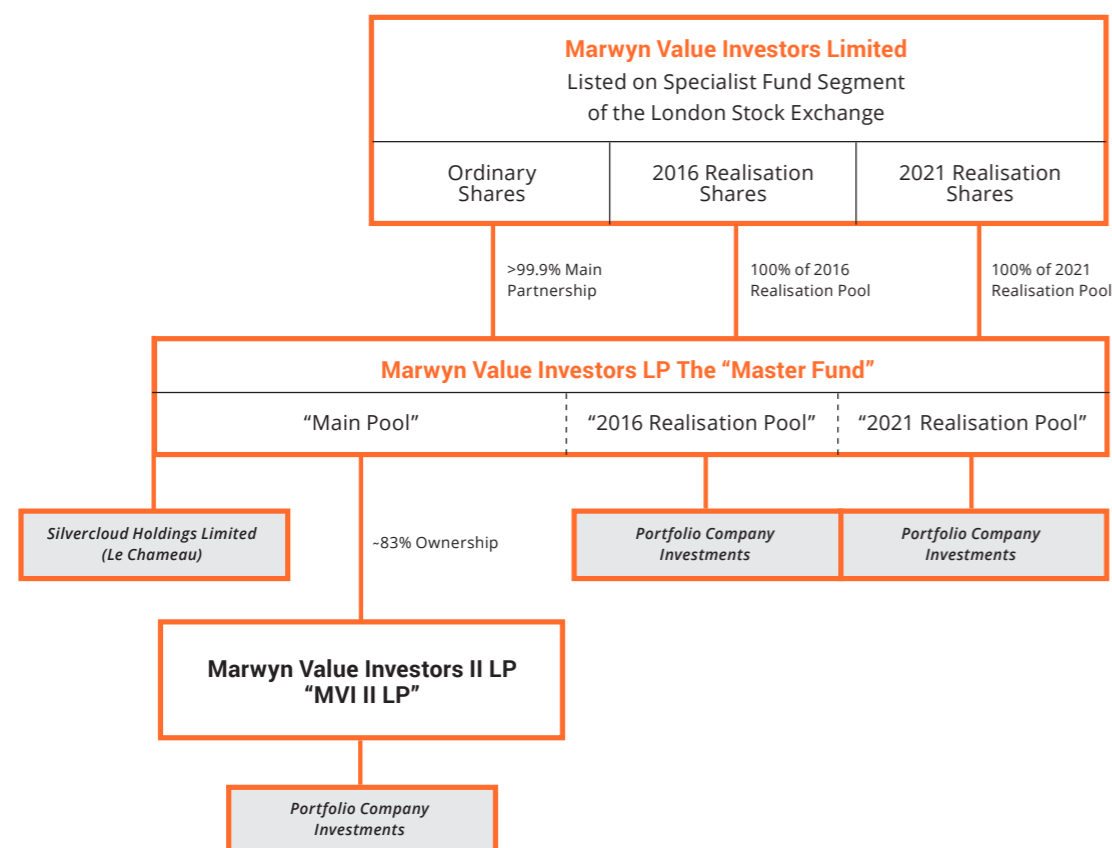 Marwyn Value Investors Limited
Listed on Specialist Fund Segment
of the London Stock Exchange
Ordinary
Shares
2016 Realisation
Shares
2021 Realisation
Shares
>99.9% Main
Partnership
100% of 2016
Realisation Pool
100% of 2021
Realisation Pool
Marwyn Value Investors LP The “Master Fund”
“Main Pool”
“2016 Realisation Pool”
“2021 Realisation Pool”
Silvercloud Holdings Limited
(Le Chameau)
~83% Ownership
Portfolio Company
Investments
Portfolio Company
Investments
Marwyn Value Investors II LP
“MVI II LP”
Portfolio Company
Investments